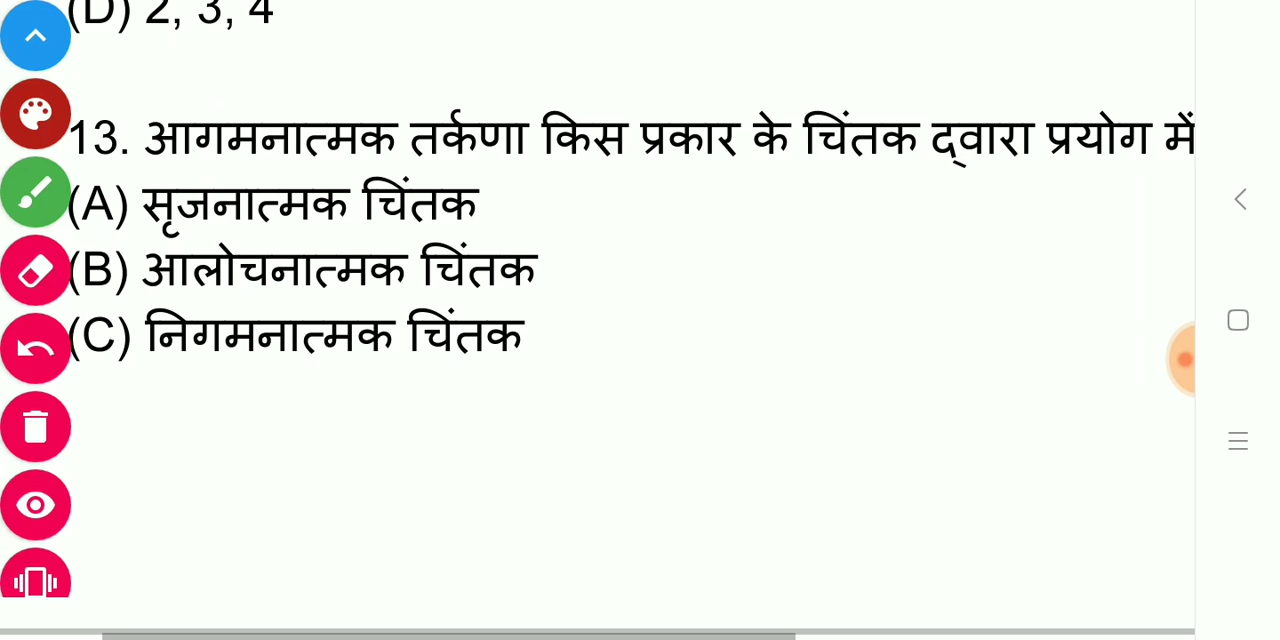 (D) 2, 3, 4
13. आगमनात्मक तर्कणा किस प्रकार के चिंतक द्वारा प्रयोग में
(A) सृजनात्मक चिंतक
(B) आलोचनात्मक चिंतक
(C) निगमनात्मक चिंतक